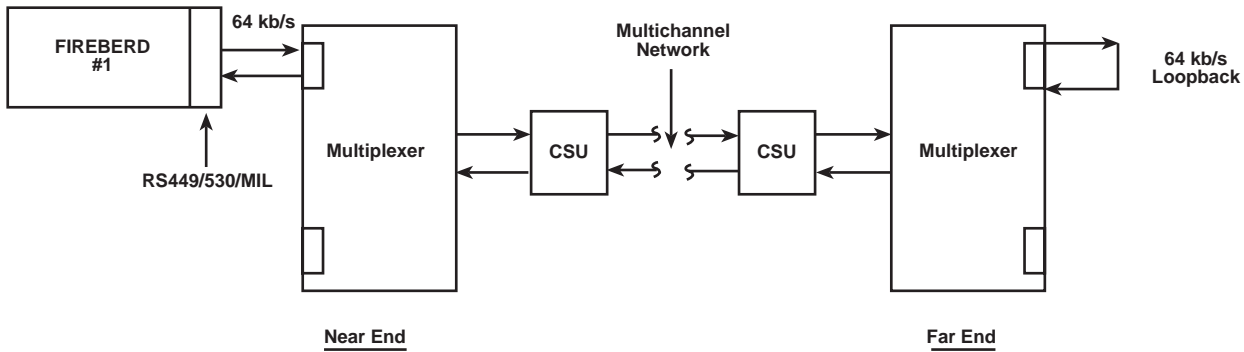 FIREBERD
#1
64 kb/s
RS449/530/MIL
Multiplexer
CSU
Multichannel
Network
CSU
Multiplexer
64 kb/s
Loopback
Near End
Far End